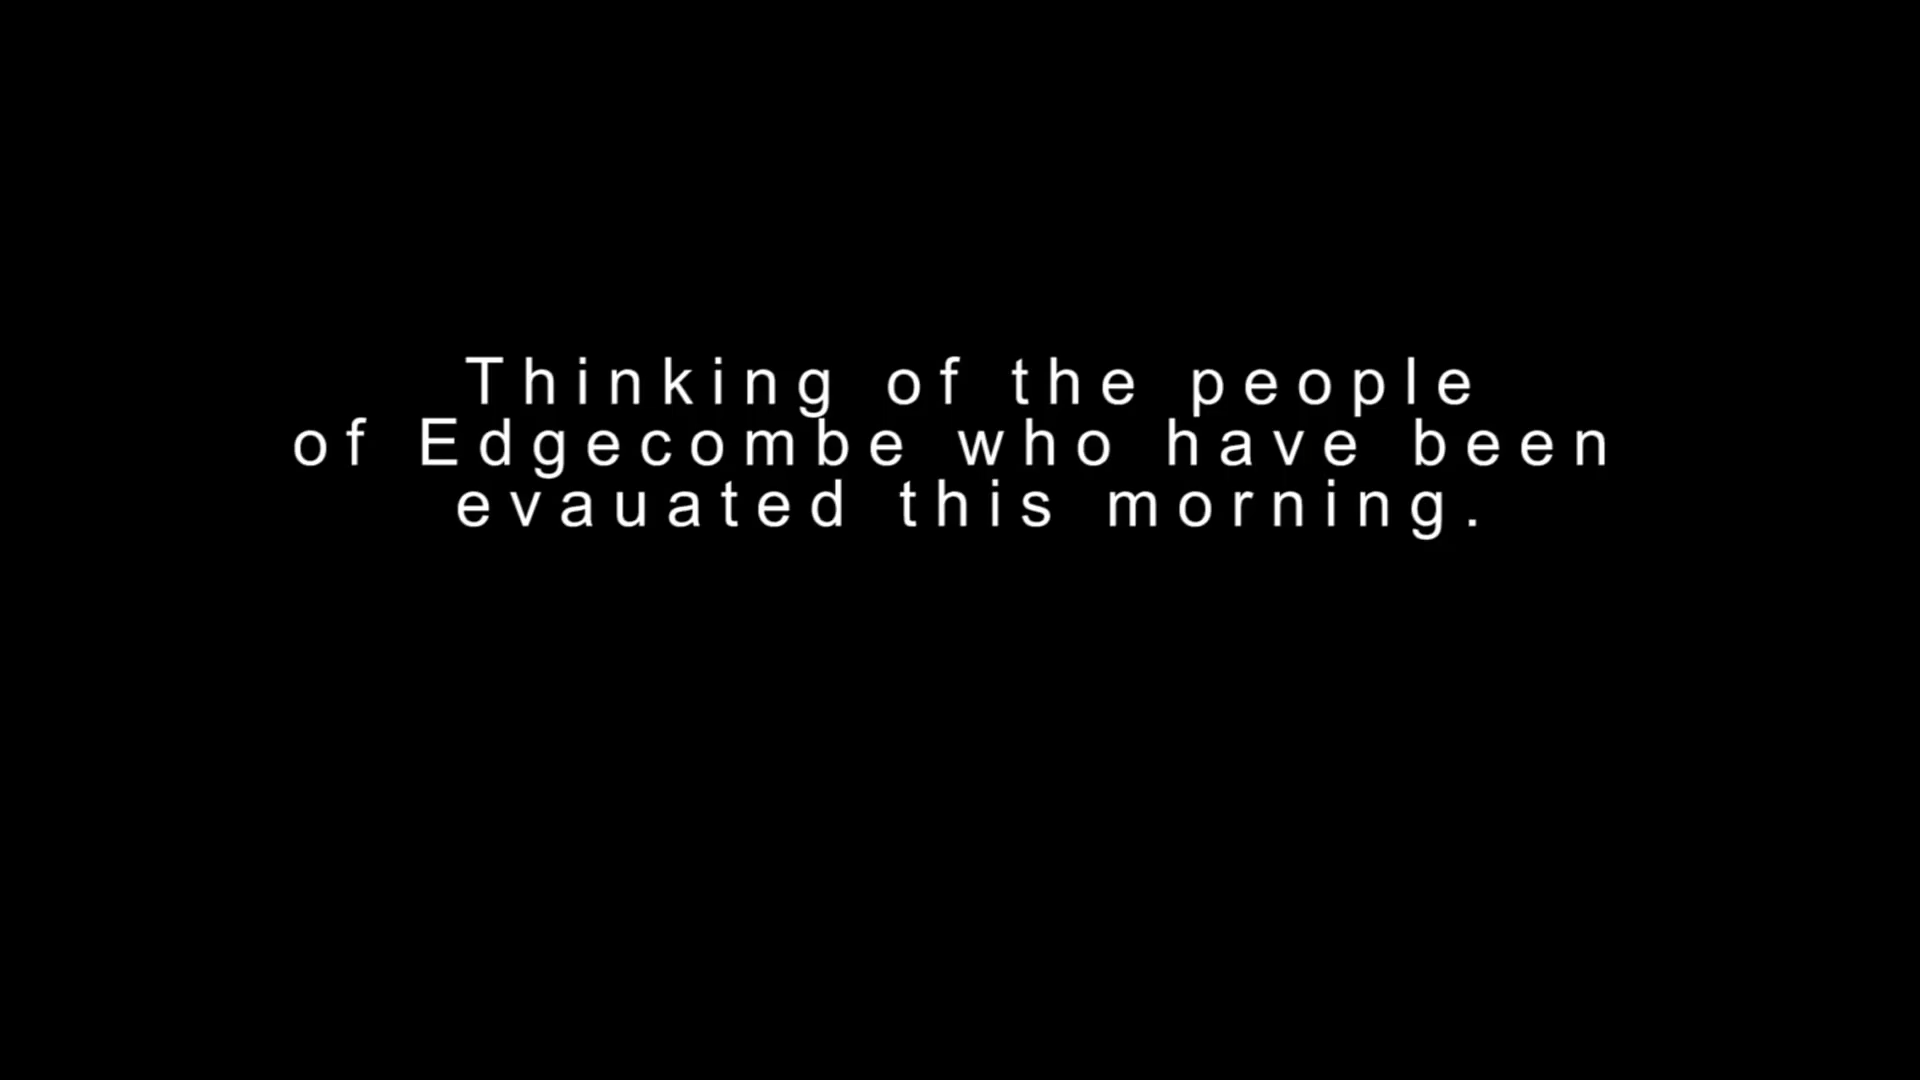 Thinking of the people
of Edgecombe who have been
evauated this morning.